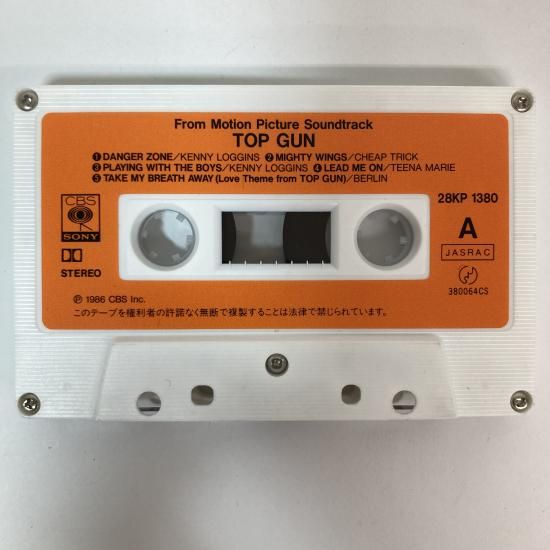 From Motion Picture Soundtrack
TOP GUN
❶DANGER ZONE/KENNY LOGGINS ❷MIGHTY WINGS/CHEAP TRICK
❸PLAYING WITH THE BOYS/KENNY LOGGINS ❹LEAD ME ON/TEENA MARIE
❺TAKE MY BREATH AWAY (Love Theme from TOP GUN)/BERLIN
CBS
SONY
STEREO
28KP 1380
A
JASRAC
380064CS
Ⓟ 1986 CBS Inc.
このテープを権利者の許諾なく無断で複製することは法律で禁じられています。